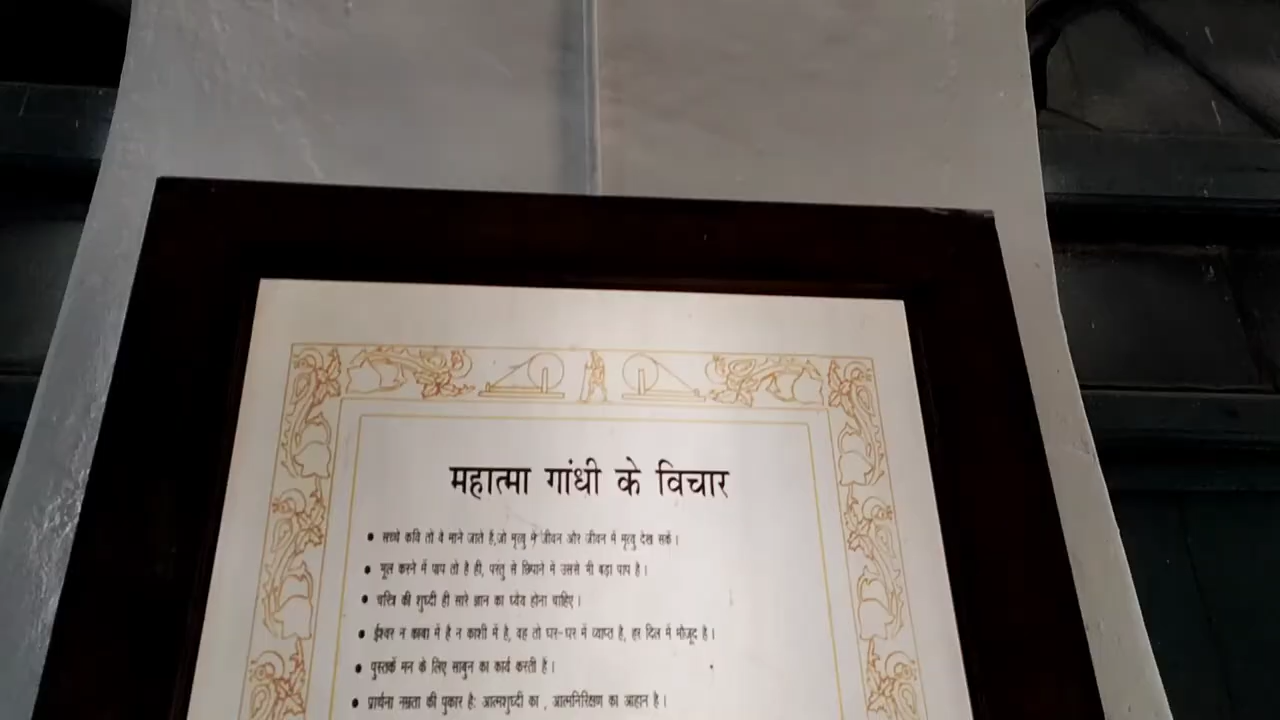 महात्मा गांधी के विचार
• सच्चे कवि तो वे माने जाते हैं,जो मृत्यु में जीवन और जीवन में मृत्यु देख सकें।
• भूल करने में पाप तो है ही, परंतु से छिपाने में उससे भी बड़ा पाप है।
• चरित्र की शुध्दी ही सारे ज्ञान का ध्येय होना चाहिए।
• ईश्वर न काबा में है न काशी में है, वह तो घर-घर में व्याप्त है, हर दिल में मौजूद है।
• पुस्तकें मन के लिए साबुन का कार्य करती हैं।
• प्रार्थना नम्रता की पुकार है: आत्मशुध्दी का , आत्मनिरिक्षण का आहान है।